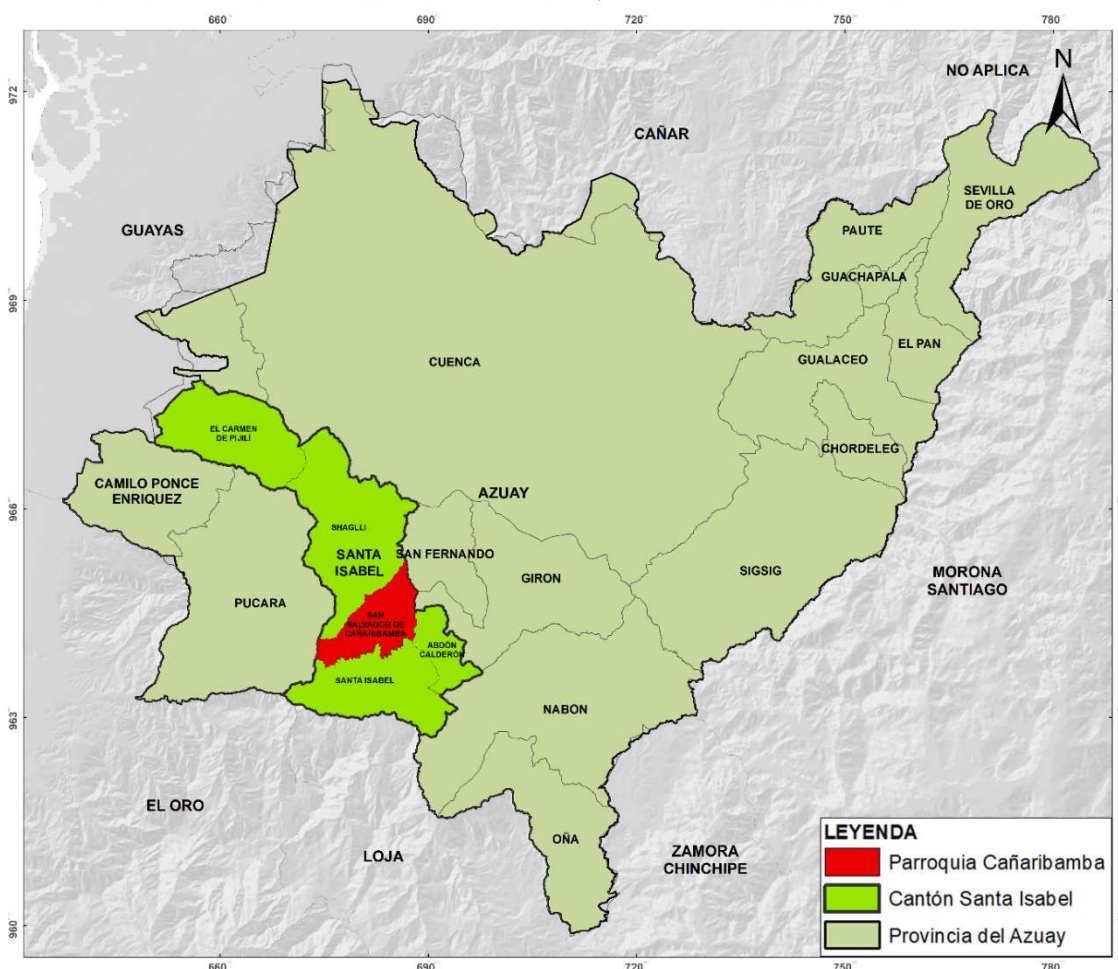 660
690
720
750
780
972
969
966
963
960
N
NO APLICA
CAÑAR
SEVILLA
DE ORO
GUAYAS
PAUTE
GUACHAPALA
CUENCA
GUALACEO
EL PAN
EL CARMEN
DE PIJILÍ
CHORDELEG
CAMILO PONCE
ENRIQUEZ
AZUAY
SHAGLLI
SANTA
ISABEL
SAN FERNANDO
GIRON
SIGSIG
MORONA
SANTIAGO
PUCARA
SAN
SALVADOR DE
CAÑARIBAMBA
ABDÓN
CALDERÓN
SANTA ISABEL
NABON
EL ORO
OÑA
LOJA
ZAMORA
CHINCHIPE
LEYENDA
Parroquia Cañaribamba
Cantón Santa Isabel
Provincia del Azuay
660
690
720
750
780